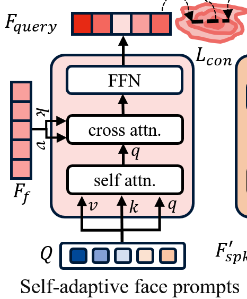 F_query
L_con
FFN
k
v
cross attn.
q
F_f
self attn.
v k q
Q
F'_spk
Self-adaptive face prompts